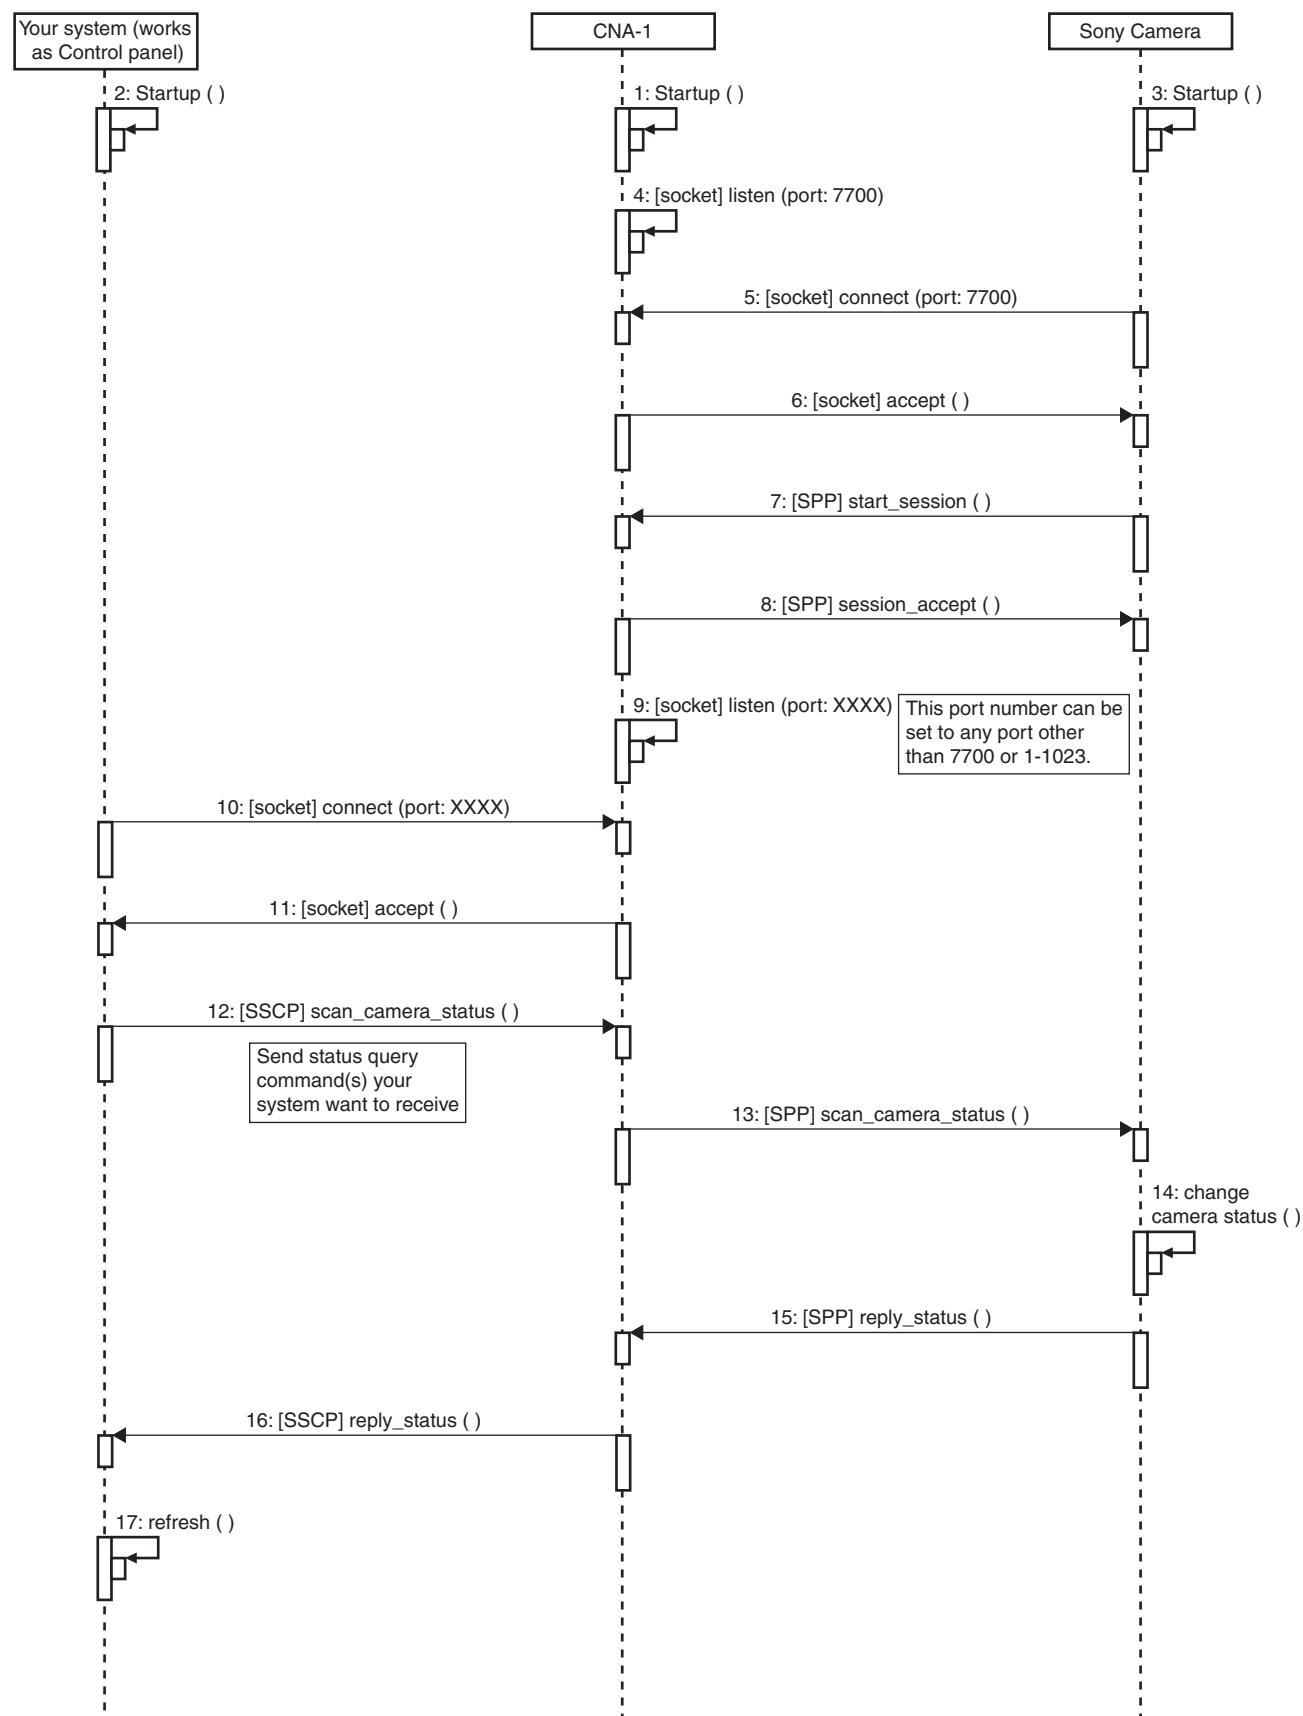 Your system (works
as Control panel)
CNA-1
Sony Camera
2: Startup ( )
1: Startup ( )
3: Startup ( )
4: [socket] listen (port: 7700)
5: [socket] connect (port: 7700)
6: [socket] accept ( )
7: [SPP] start_session ( )
8: [SPP] session_accept ( )
9: [socket] listen (port: XXXX)
This port number can be
set to any port other
than 7700 or 1-1023.
10: [socket] connect (port: XXXX)
11: [socket] accept ( )
12: [SSCP] scan_camera_status ( )
Send status query
command(s) your
system want to receive
13: [SPP] scan_camera_status ( )
14: change
camera status ( )
15: [SPP] reply_status ( )
16: [SSCP] reply_status ( )
17: refresh ( )